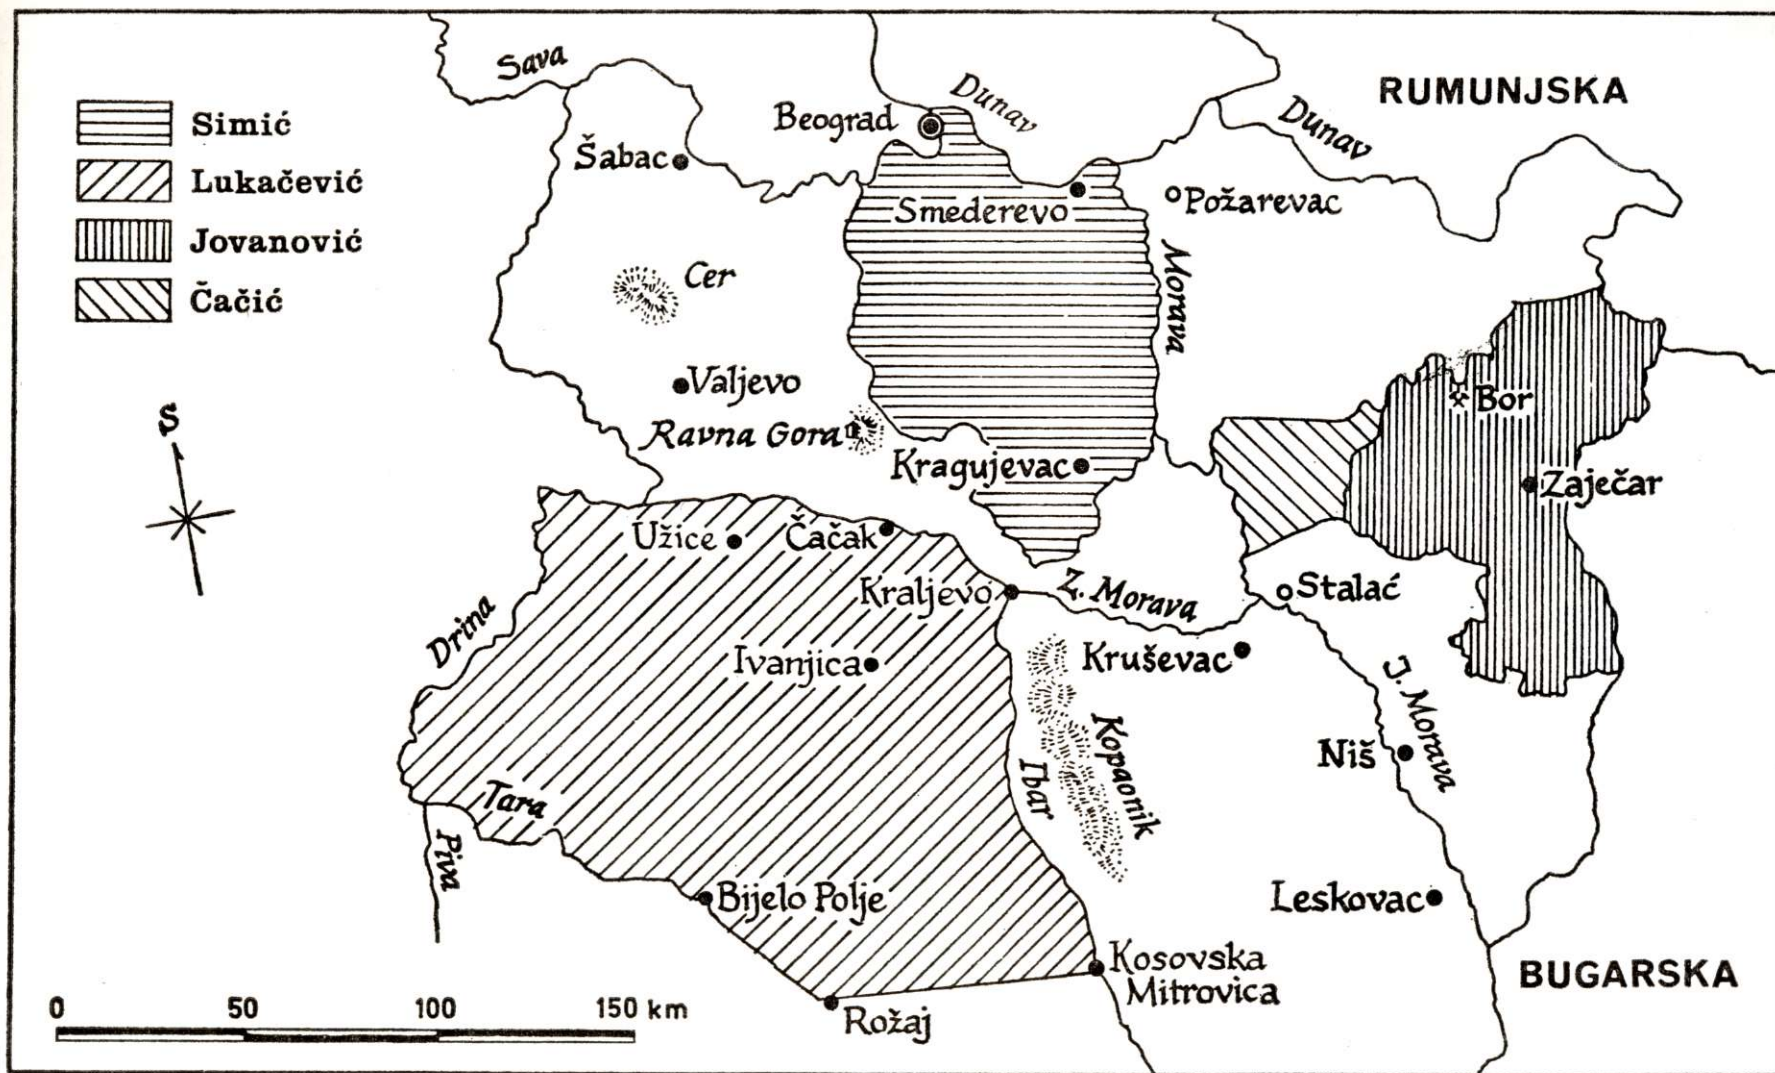 Sava
Dunav
RUMUNJSKA
Simić
Beograd
Dunav
Šabac
Lukačević
Smederevo
Požarevac
Jovanović
Cer
Morava
Čačić
Valjevo
Bor
S
Ravna Gora
Kragujevac
Zaječar
Užice
Čačak
Kraljevo
Z. Morava
Stalać
Drina
Ivanjica
Kruševac
J. Morava
Kopaonik
Niš
Ibar
Tara
Piva
Bijelo Polje
Leskovac
Kosovska
Mitrovica
BUGARSKA
0 50 100 150 km
Rožaj